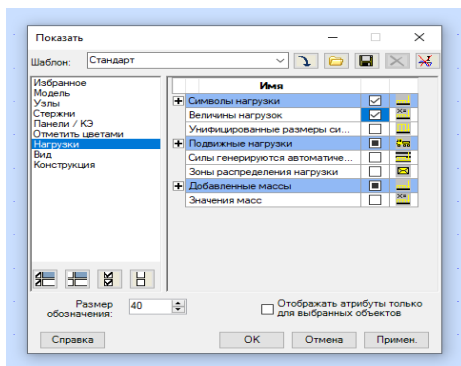 Показать
Шаблон: Стандарт
Избранное
Модель
Узлы
Стержни
Панели / КЭ
Отметить цветами
Нагрузки
Вид
Конструкция
Имя
Символы нагрузки
Величины нагрузок
Унифицированные размеры си...
Подвижные нагрузки
Силы генерируются автоматиче...
Зоны распределения нагрузки
Добавленные массы
Значения масс
Размер
обозначения: 40
Отображать атрибуты только
для выбранных объектов
Справка OK Отмена Примен.